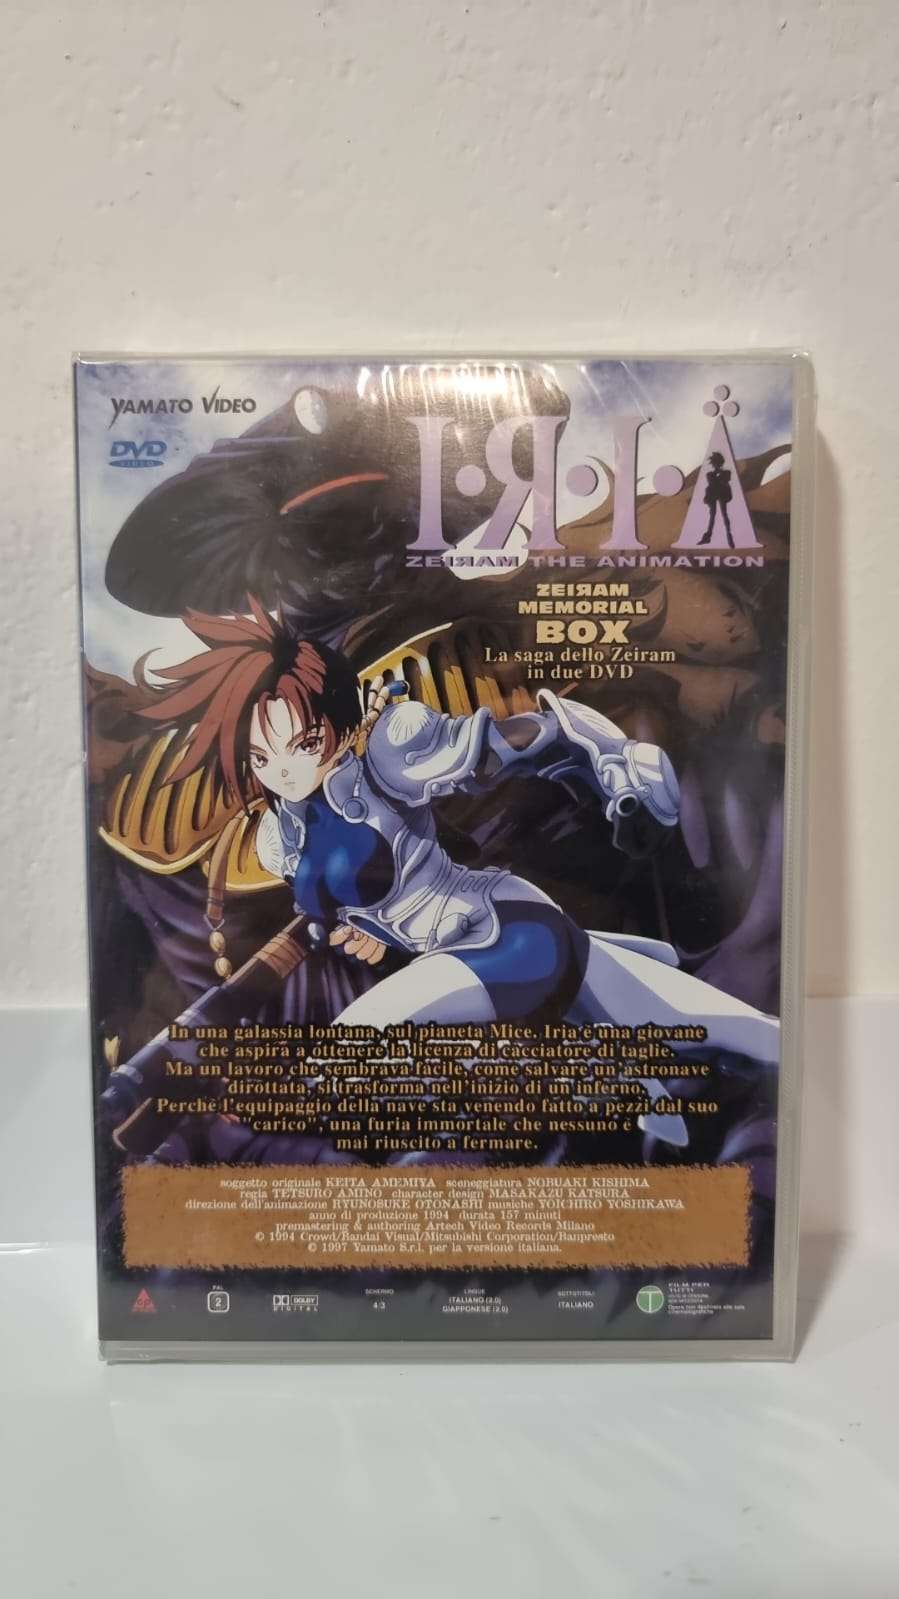 YAMATO VIDEO
DVD
VIDEO
I·R·I·A
ZEIRAM THE ANIMATION
ZEIRAM
MEMORIAL
BOX
La saga dello Zeiram
in due DVD
In una galassia lontana, sul pianeta Mice, Iria è una giovane
che aspira a ottenere la licenza di cacciatore di taglie.
Ma un lavoro che sembrava facile, come salvare un'astronave
dirottata, si trasforma nell'inizio di un inferno.
Perchè l'equipaggio della nave sta venendo fatto a pezzi dal suo
"carico", una furia immortale che nessuno è
mai riuscito a fermare.
soggetto originale KEITA AMEMIYA sceneggiatura NOBUAKI KISHIMA
regia TETSURO AMINO character design MASAKAZU KATSURA
direzione dell'animazione RYUNOSUKE OTONASHI musiche YOICHIRO YOSHIKAWA
anno di produzione 1994 durata 157 minuti
premastering & authoring Artech Video Records Milano
© 1994 Crowd/Bandai Visual/Mitsubishi Corporation/Banpresto
© 1997 Yamato S.r.l. per la versione italiana.
PAL
2
DOLBY
DIGITAL
SCHERMO
4/3
LINGUE
ITALIANO (2.0)
GIAPPONESE (2.0)
SOTTOTITOLI
ITALIANO
T
FILM PER
TUTTI